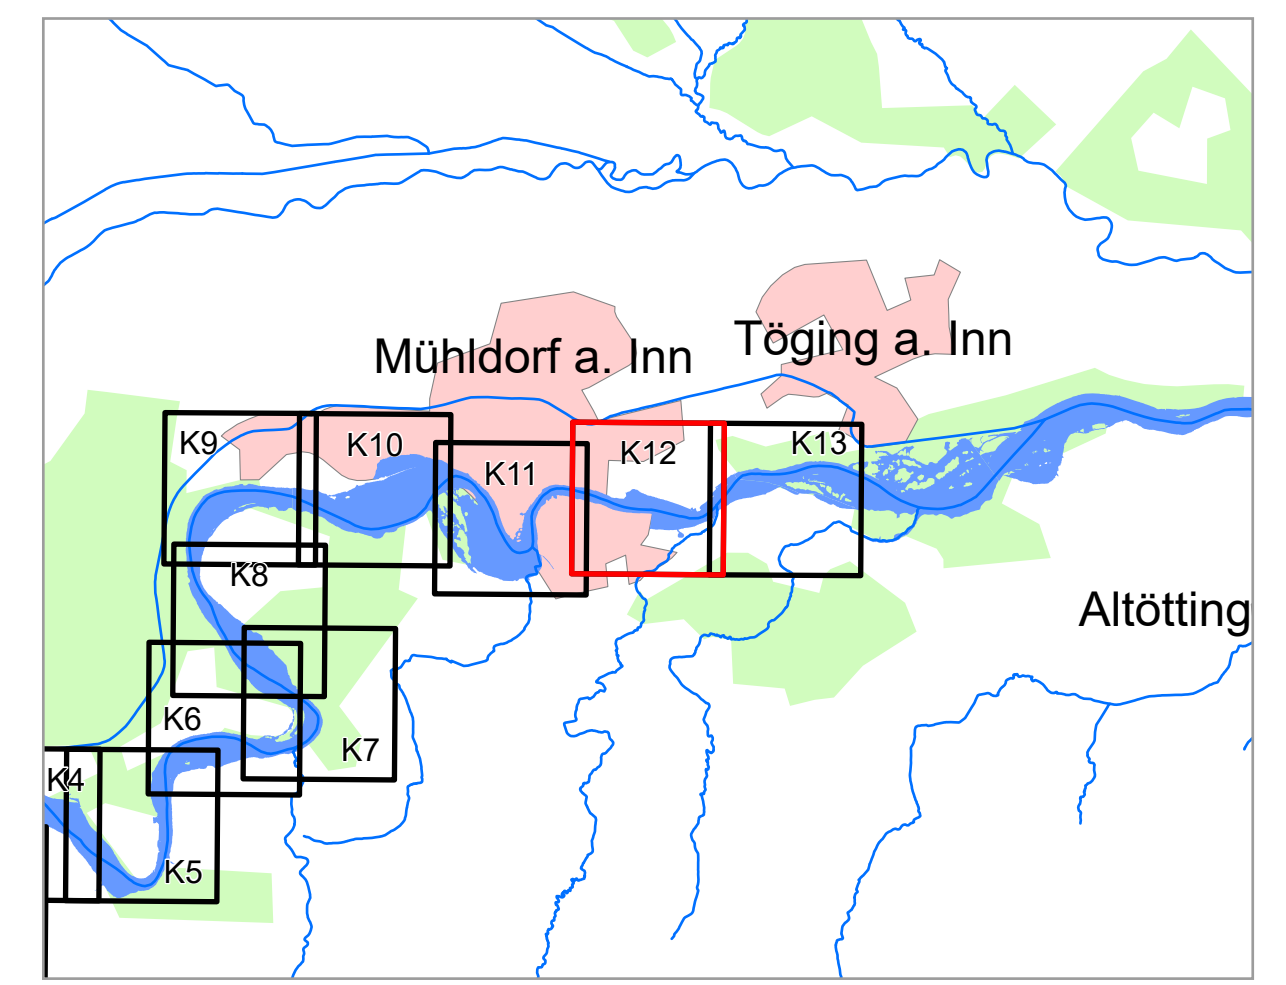 Töging a. Inn
Mühldorf a. Inn
K9
K10
K11
K12
K13
K8
Altötting
K6
K7
K4
K5